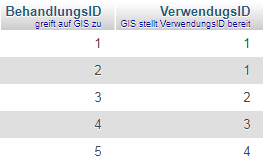 BehandlungsID VerwendugsID
greift auf GIS zu GIS stellt VerwendungsID bereit
1 1
2 1
3 2
4 3
5 4